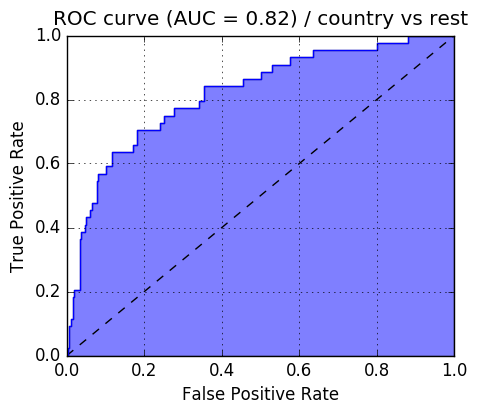 ROC curve (AUC = 0.82) / country vs rest
1.0
0.8
0.6
0.4
0.2
0.0
True Positive Rate
0.0 0.2 0.4 0.6 0.8 1.0
False Positive Rate